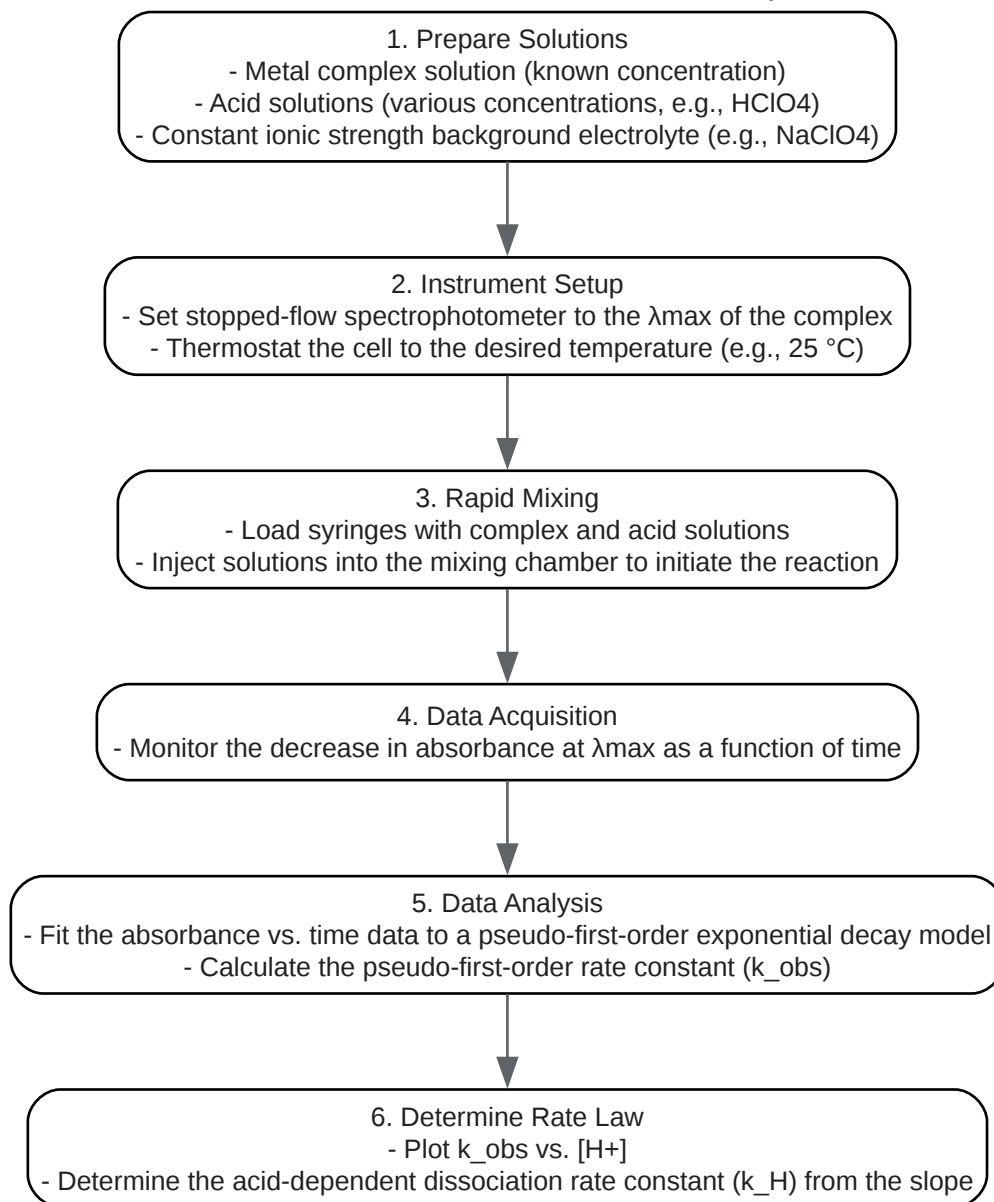 1. Prepare Solutions
- Metal complex solution (known concentration)
- Acid solutions (various concentrations, e.g., HClO4)
- Constant ionic strength background electrolyte (e.g., NaClO4)
2. Instrument Setup
- Set stopped-flow spectrophotometer to the λmax of the complex
- Thermostat the cell to the desired temperature (e.g., 25 °C)
3. Rapid Mixing
- Load syringes with complex and acid solutions
- Inject solutions into the mixing chamber to initiate the reaction
4. Data Acquisition
- Monitor the decrease in absorbance at λmax as a function of time
5. Data Analysis
- Fit the absorbance vs. time data to a pseudo-first-order exponential decay model
- Calculate the pseudo-first-order rate constant (k_obs)
6. Determine Rate Law
- Plot k_obs vs. [H+]
- Determine the acid-dependent dissociation rate constant (k_H) from the slope